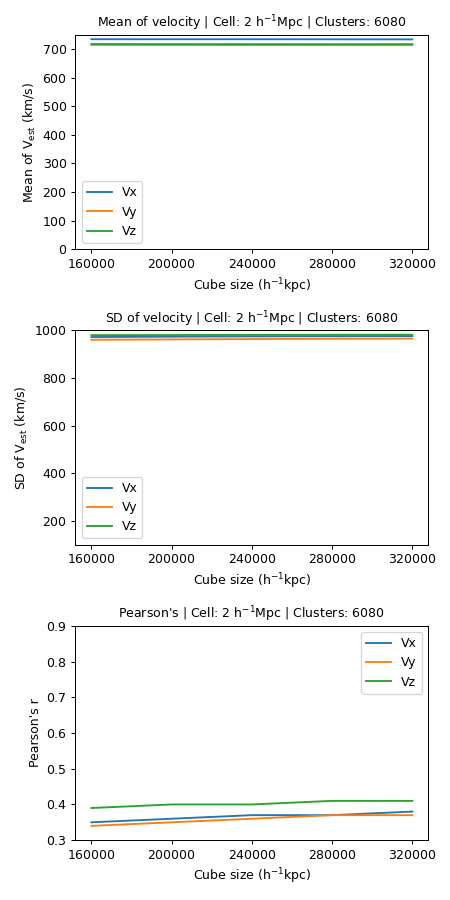 Mean of velocity | Cell: 2 h⁻¹Mpc | Clusters: 6080
700
600
500
400
300
200
100
0
Mean of Vest (km/s)
Vx
Vy
Vz
160000 200000 240000 280000 320000
Cube size (h⁻¹kpc)
SD of velocity | Cell: 2 h⁻¹Mpc | Clusters: 6080
1000
800
600
400
200
SD of Vest (km/s)
Vx
Vy
Vz
160000 200000 240000 280000 320000
Cube size (h⁻¹kpc)
Pearson's | Cell: 2 h⁻¹Mpc | Clusters: 6080
0.9
0.8
0.7
0.6
0.5
0.4
0.3
Pearson's r
Vx
Vy
Vz
160000 200000 240000 280000 320000
Cube size (h⁻¹kpc)